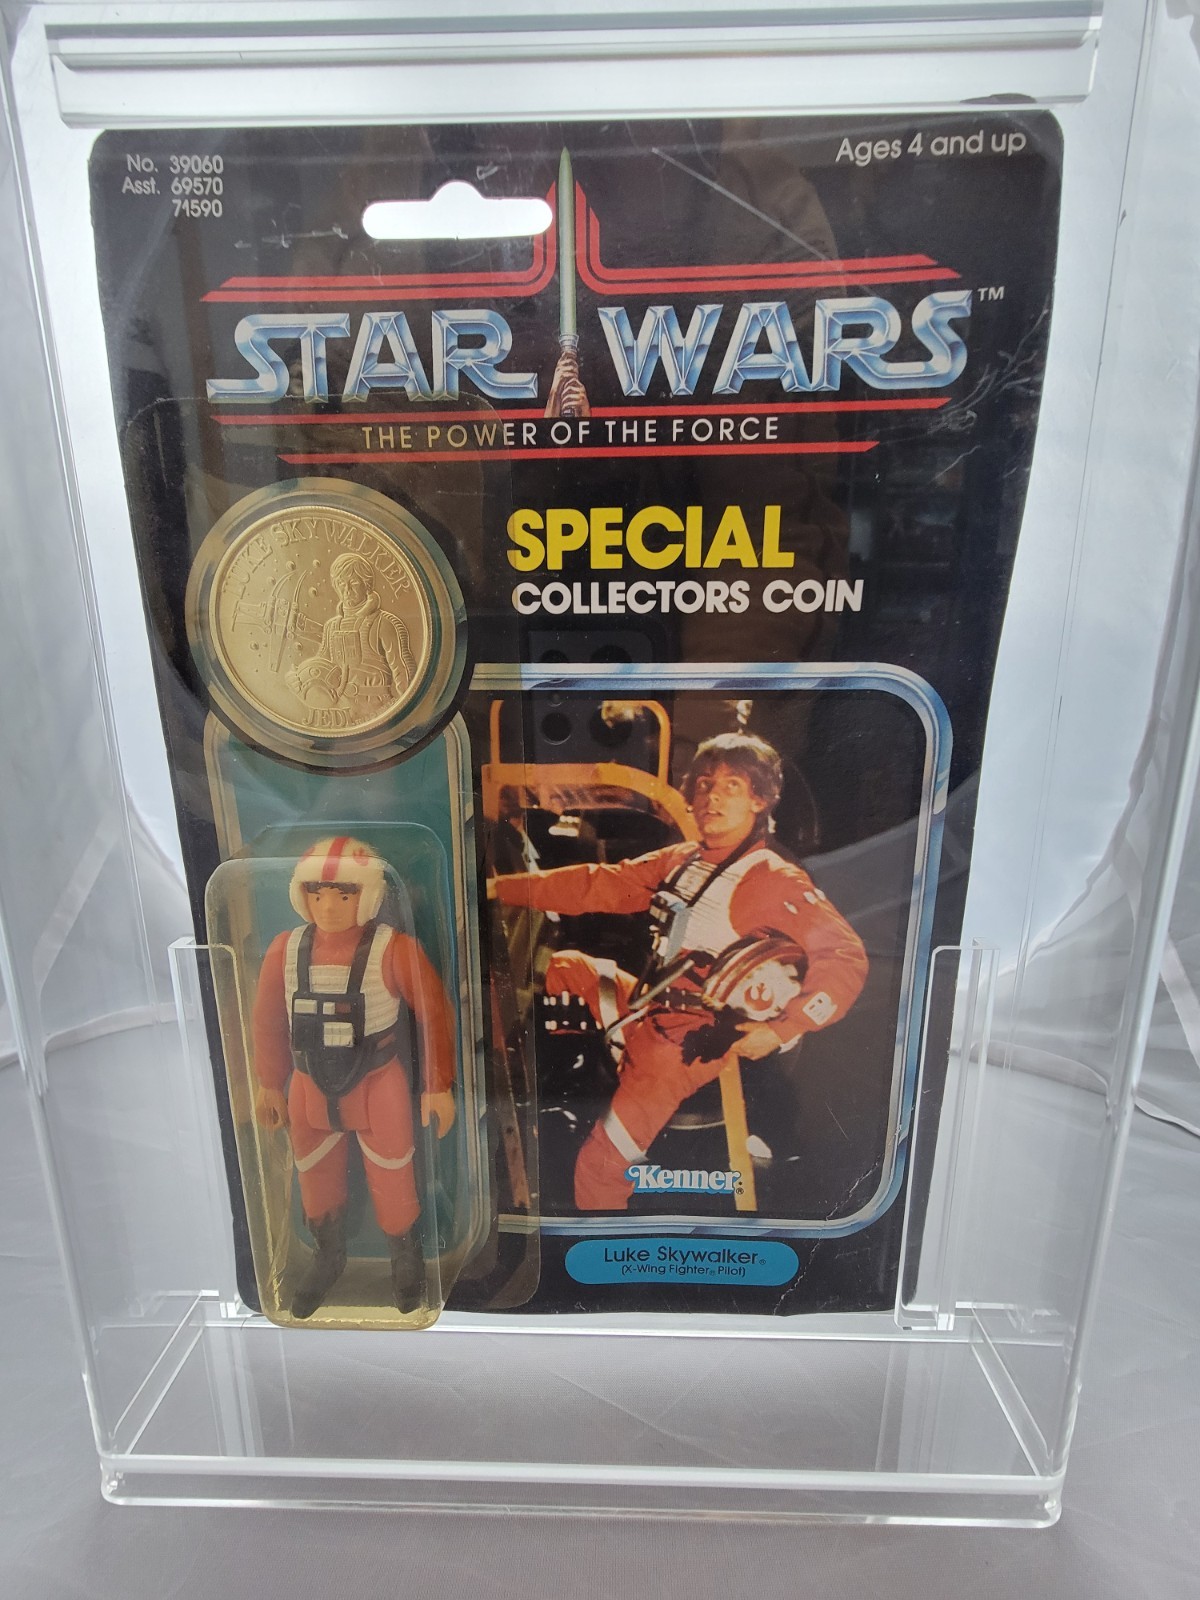 No. 39060
Asst. 69570
71590
Ages 4 and up
STAR WARS™
THE POWER OF THE FORCE
SPECIAL
COLLECTORS COIN
LUKE SKYWALKER
JEDI
Kenner®
Luke Skywalker®
(X-Wing Fighter® Pilot)